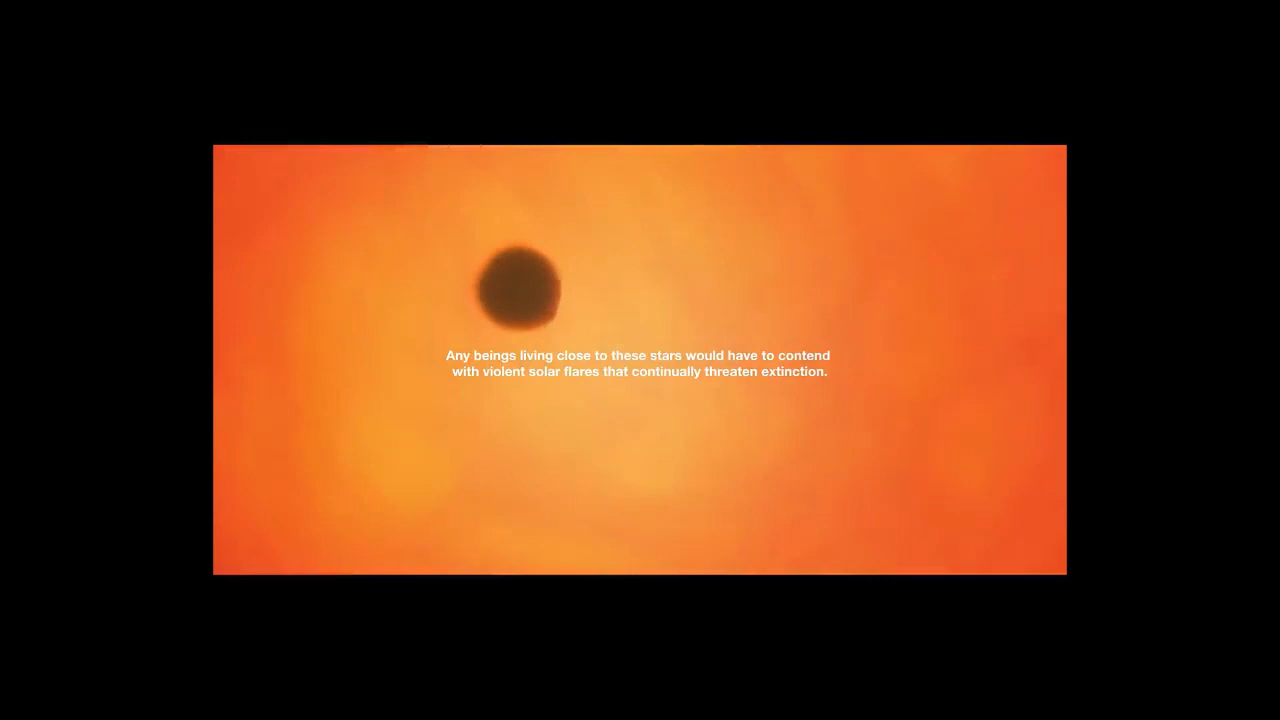 Any beings living close to these stars would have to contend
with violent solar flares that continually threaten extinction.